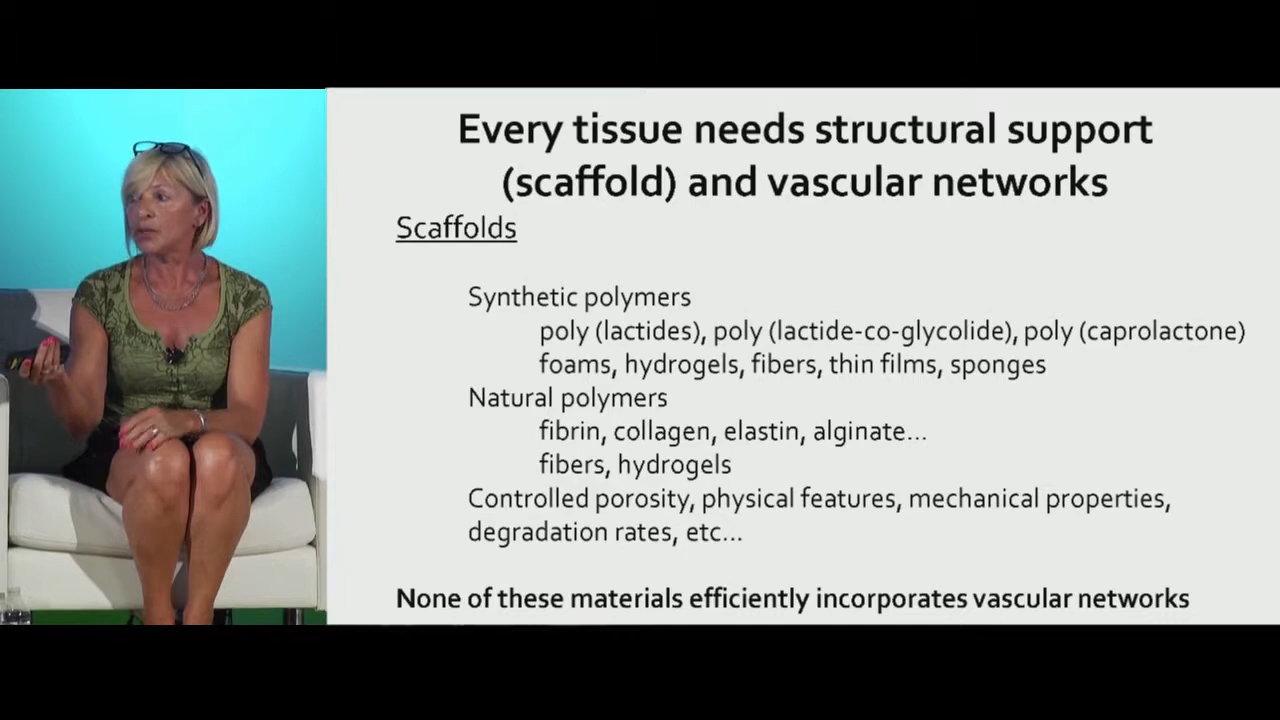 Every tissue needs structural support
(scaffold) and vascular networks
Scaffolds
Synthetic polymers
poly (lactides), poly (lactide-co-glycolide), poly (caprolactone)
foams, hydrogels, fibers, thin films, sponges
Natural polymers
fibrin, collagen, elastin, alginate...
fibers, hydrogels
Controlled porosity, physical features, mechanical properties,
degradation rates, etc...
None of these materials efficiently incorporates vascular networks